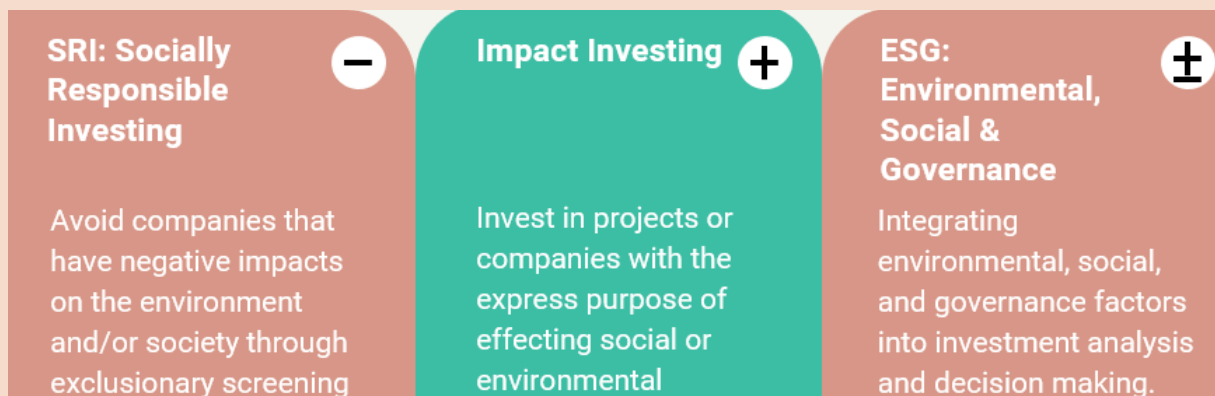 SRI: Socially
Responsible
Investing
−
Avoid companies that
have negative impacts
on the environment
and/or society through
exclusionary screening
Impact Investing
+
Invest in projects or
companies with the
express purpose of
effecting social or
environmental
ESG:
Environmental,
Social &
Governance
±
Integrating
environmental, social,
and governance factors
into investment analysis
and decision making.